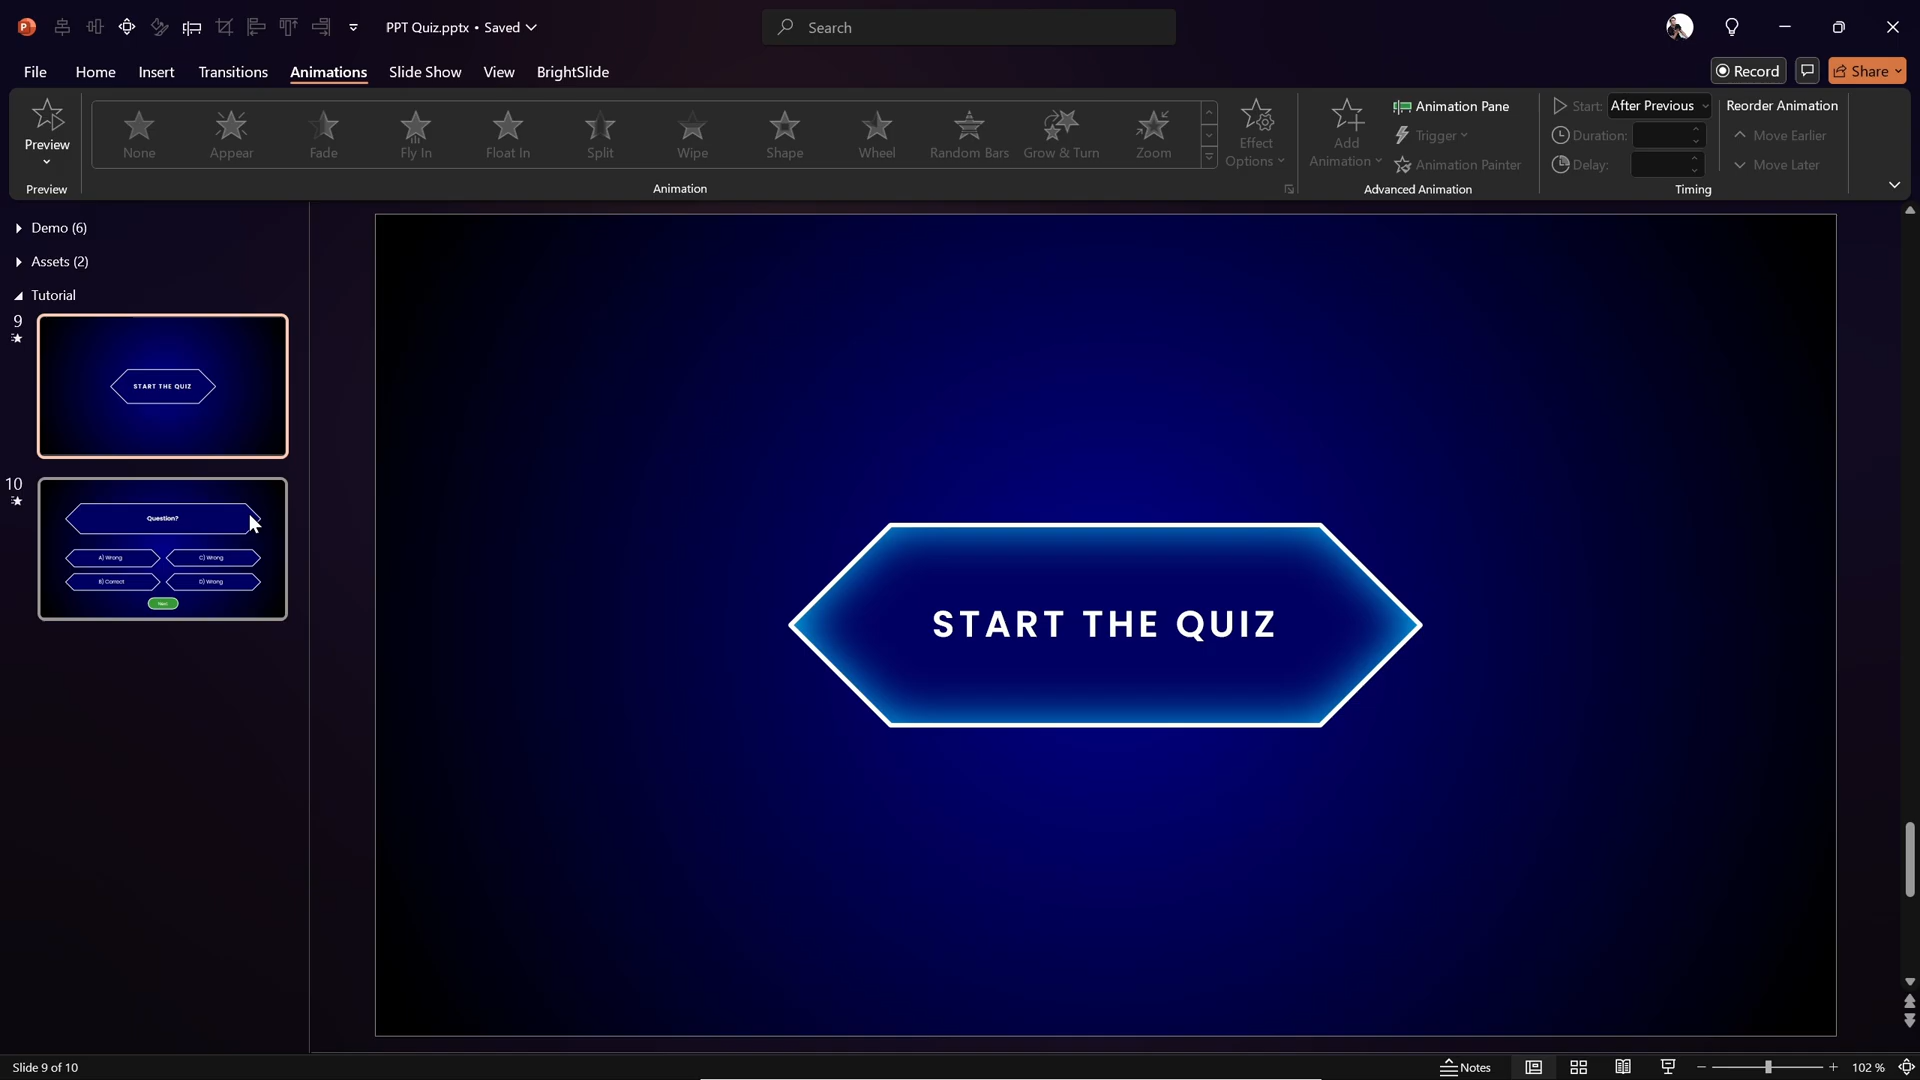 P
PPT Quiz.pptx • Saved
Search
File
Home
Insert
Transitions
Animations
Slide Show
View
BrightSlide
Record
Share
Preview
None
Appear
Fade
Fly In
Float In
Split
Wipe
Shape
Wheel
Random Bars
Grow & Turn
Zoom
Effect
Options
Add
Animation
Animation Pane
Trigger
Animation Painter
Start:
After Previous
Duration:
Delay:
Reorder Animation
Move Earlier
Move Later
Preview
Animation
Advanced Animation
Timing
Demo (6)
Assets (2)
Tutorial
9
START THE QUIZ
10
Question?
A) Wrong
C) Wrong
B) Correct
D) Wrong
Next
START THE QUIZ
Slide 9 of 10
Notes
102 %